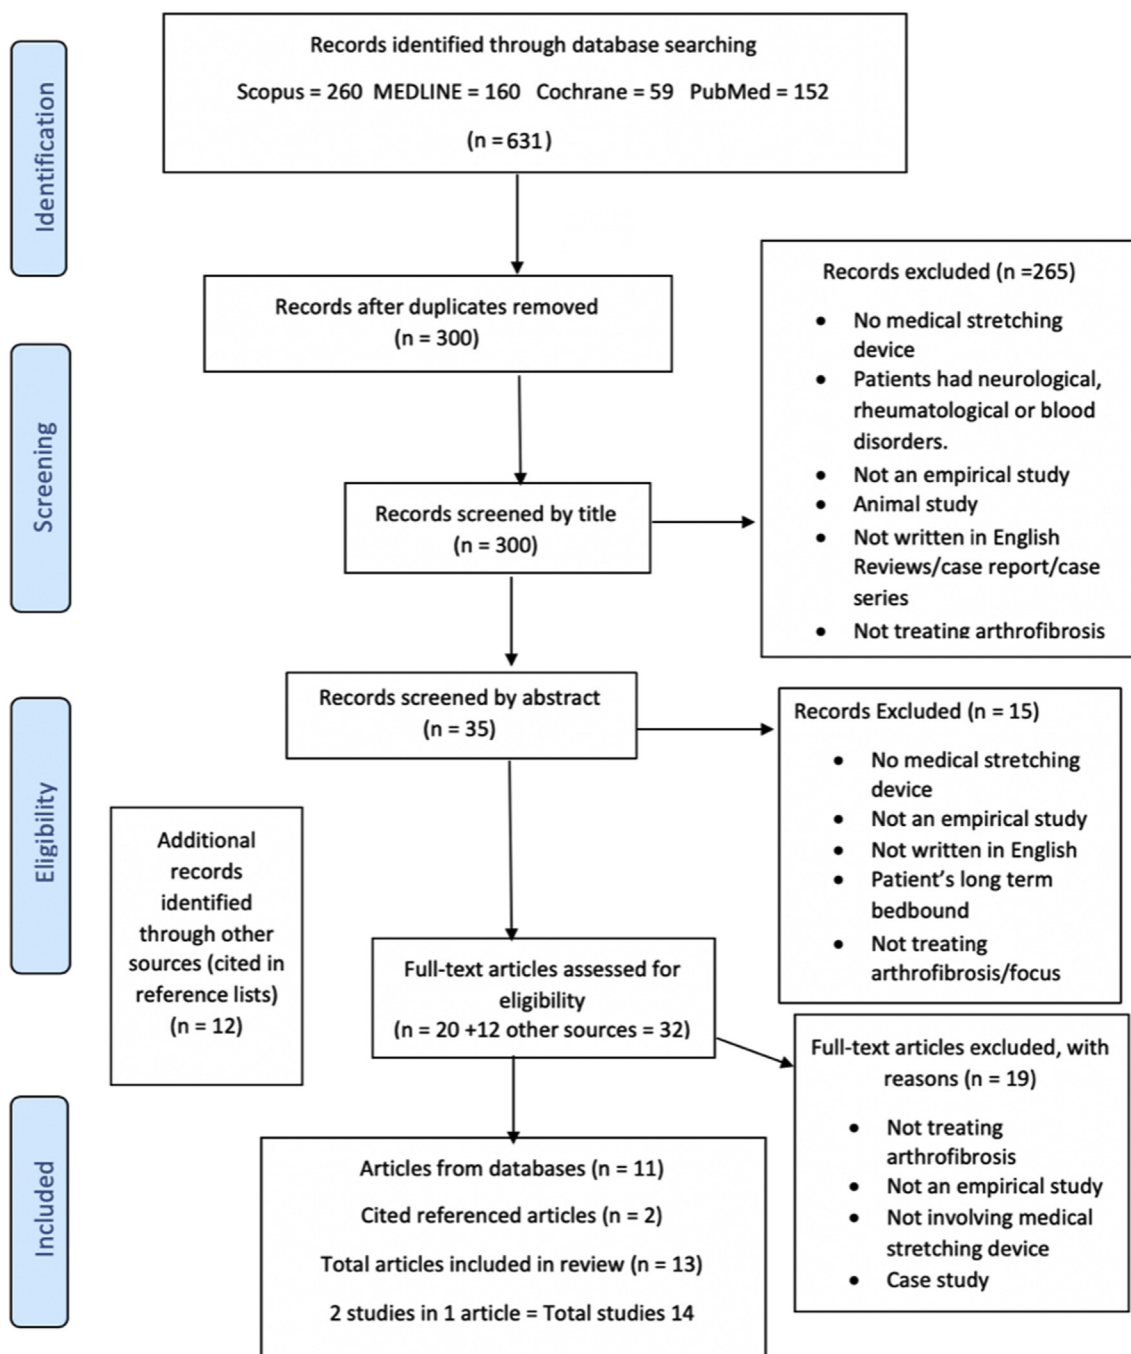 Identification
Records identified through database searching
Scopus = 260 MEDLINE = 160 Cochrane = 59 PubMed = 152
(n = 631)
Records after duplicates removed
(n = 300)
Screening
Records screened by title
(n = 300)
Records excluded (n =265)
• No medical stretching
device
• Patients had neurological,
rheumatological or blood
disorders.
• Not an empirical study
• Animal study
• Not written in English
Reviews/case report/case
series
• Not treating arthrofibrosis
Records screened by abstract
(n = 35)
Records Excluded (n = 15)
• No medical stretching
device
• Not an empirical study
• Not written in English
• Patient's long term
bedbound
• Not treating
arthrofibrosis/focus
Eligibility
Additional
records
identified
through other
sources (cited in
reference lists)
(n = 12)
Full-text articles assessed for
eligibility
(n = 20 +12 other sources = 32)
Full-text articles excluded, with
reasons (n = 19)
• Not treating
arthrofibrosis
• Not an empirical study
• Not involving medical
stretching device
• Case study
Included
Articles from databases (n = 11)
Cited referenced articles (n = 2)
Total articles included in review (n = 13)
2 studies in 1 article = Total studies 14